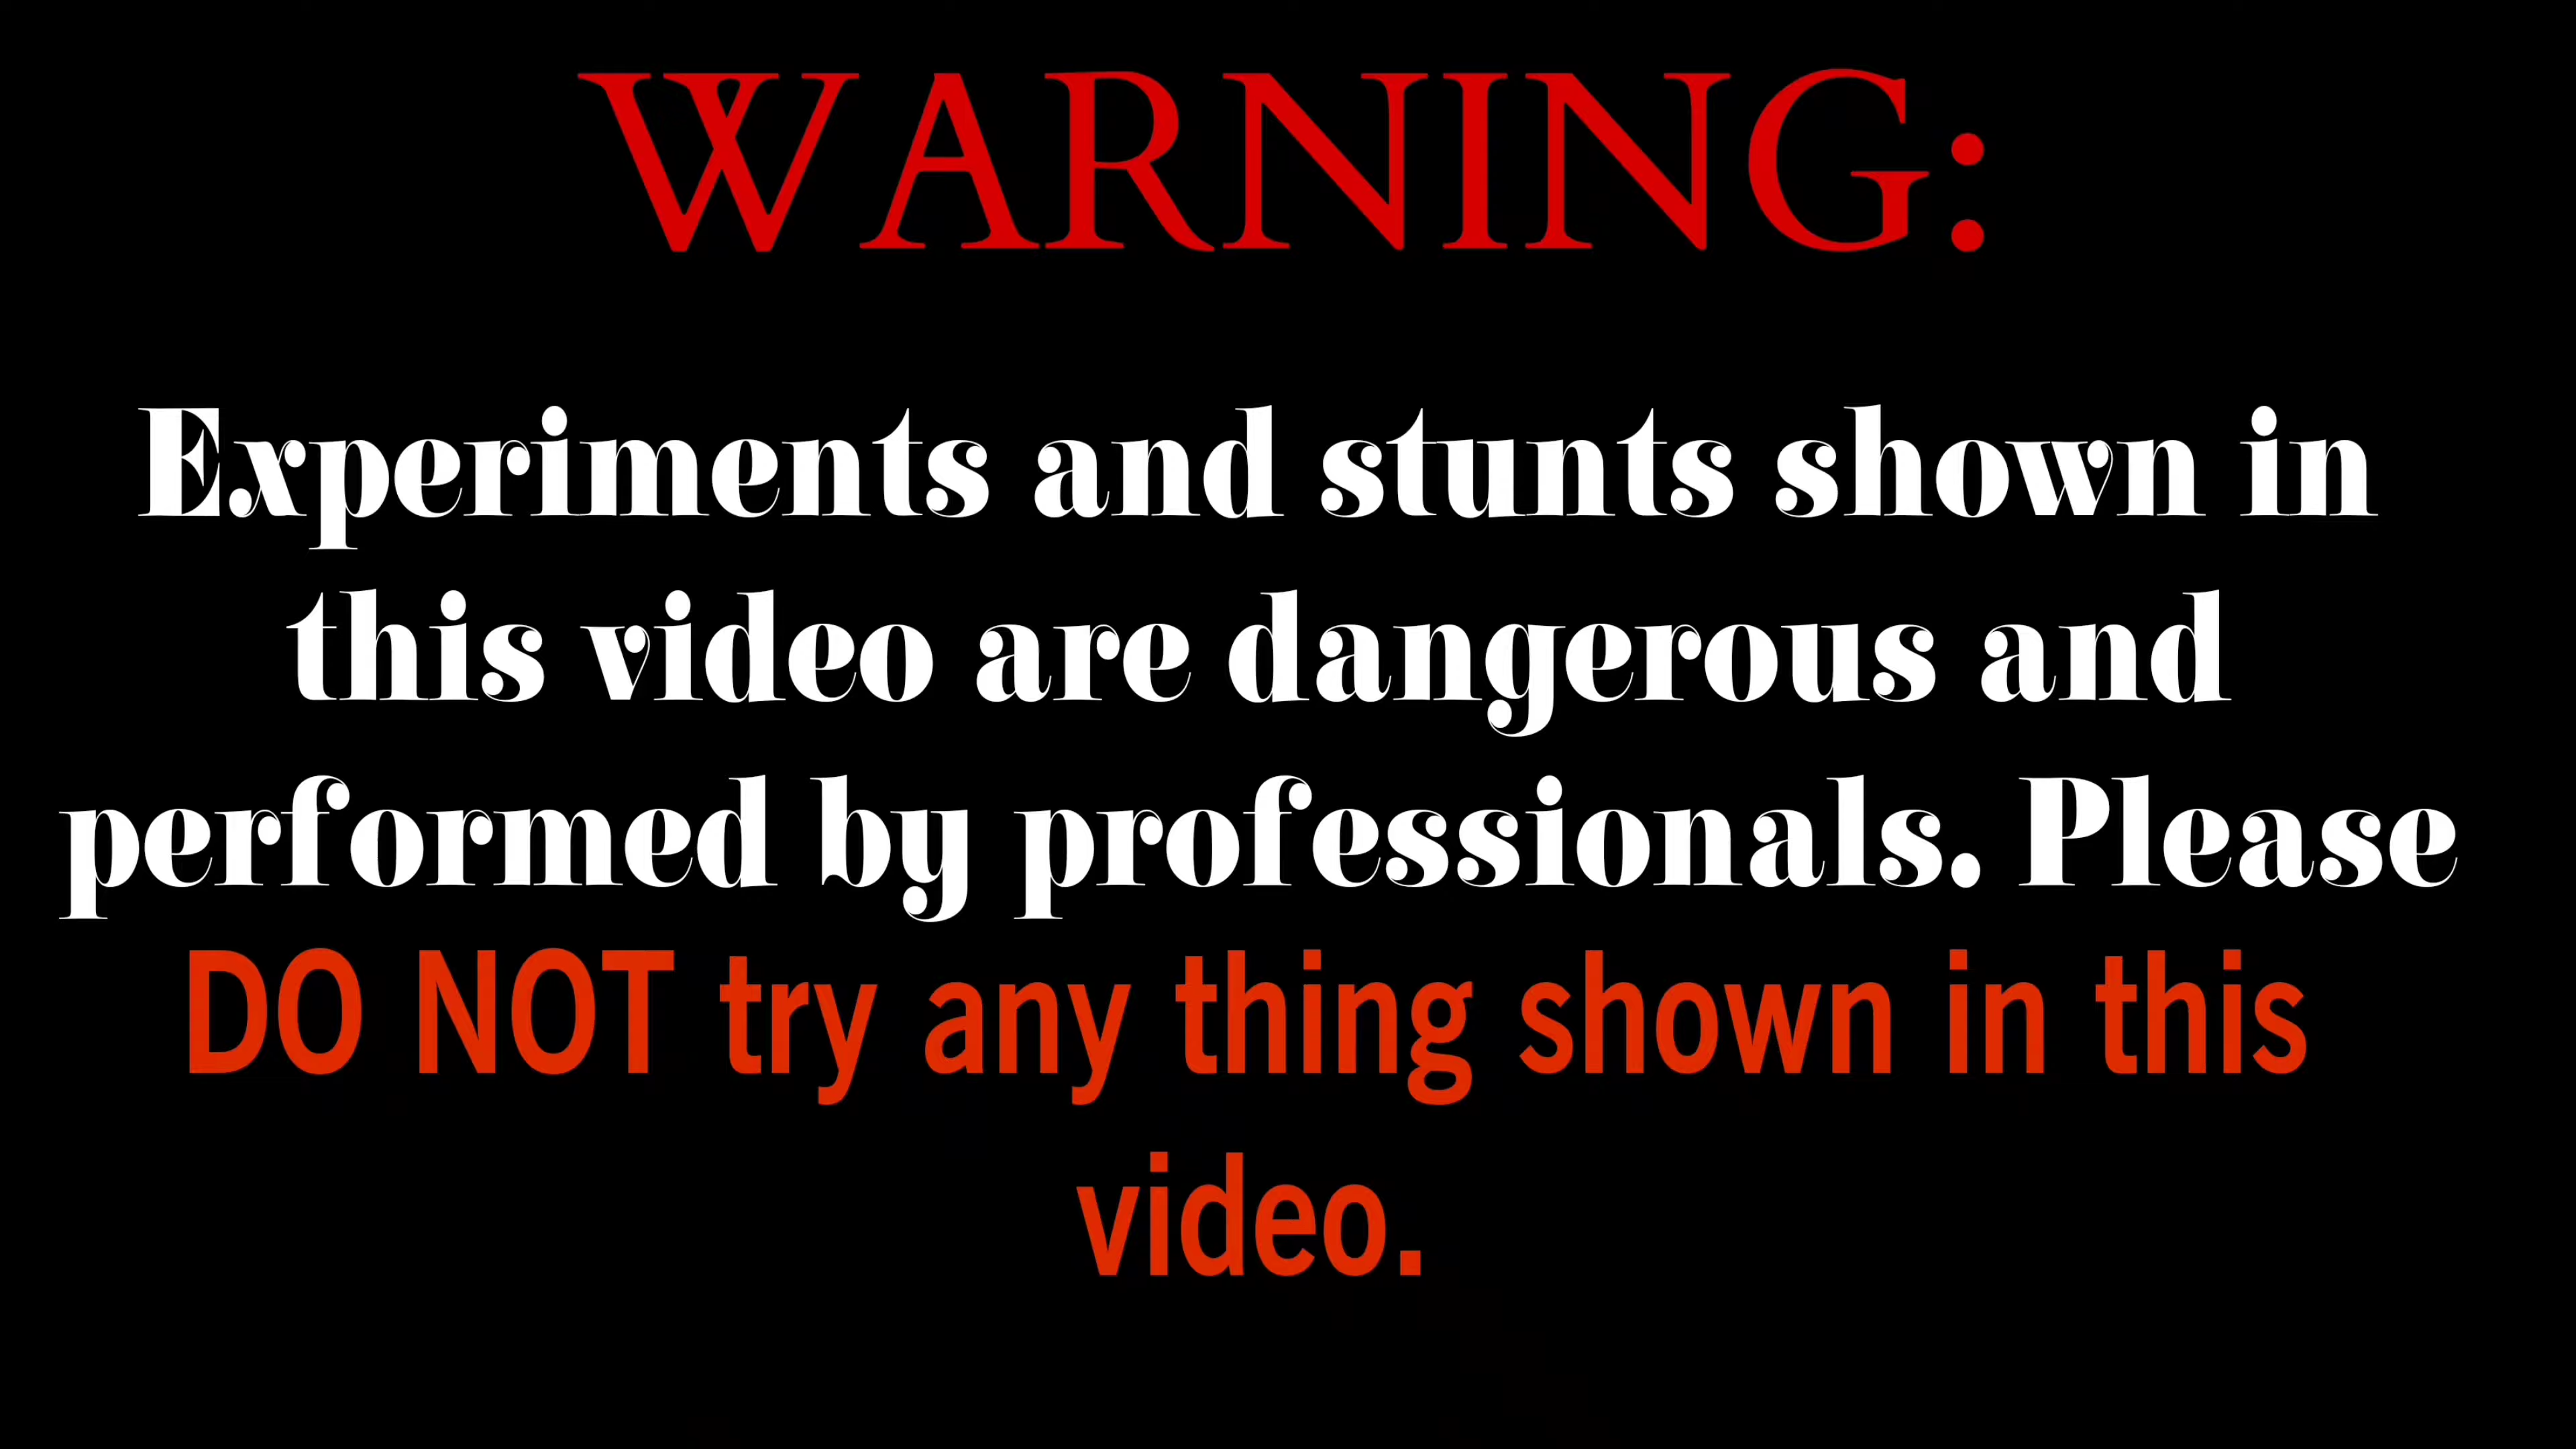 WARNING:
Experiments and stunts shown in
this video are dangerous and
performed by professionals. Please
DO NOT try any thing shown in this
video.